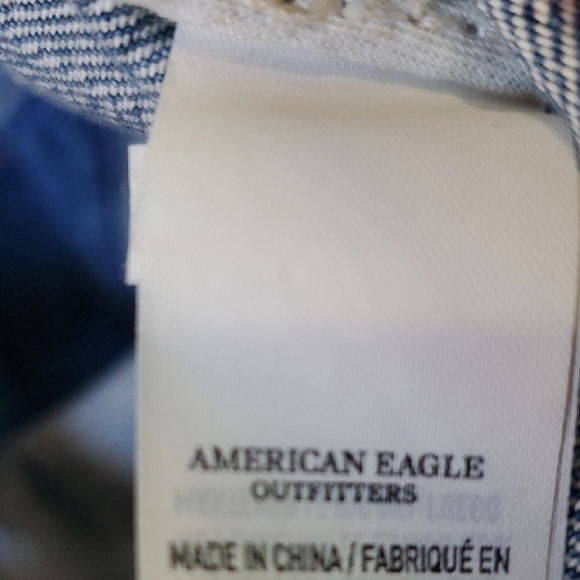 AMERICAN EAGLE
OUTFITTERS
MADE IN CHINA / FABRIQUÉ EN